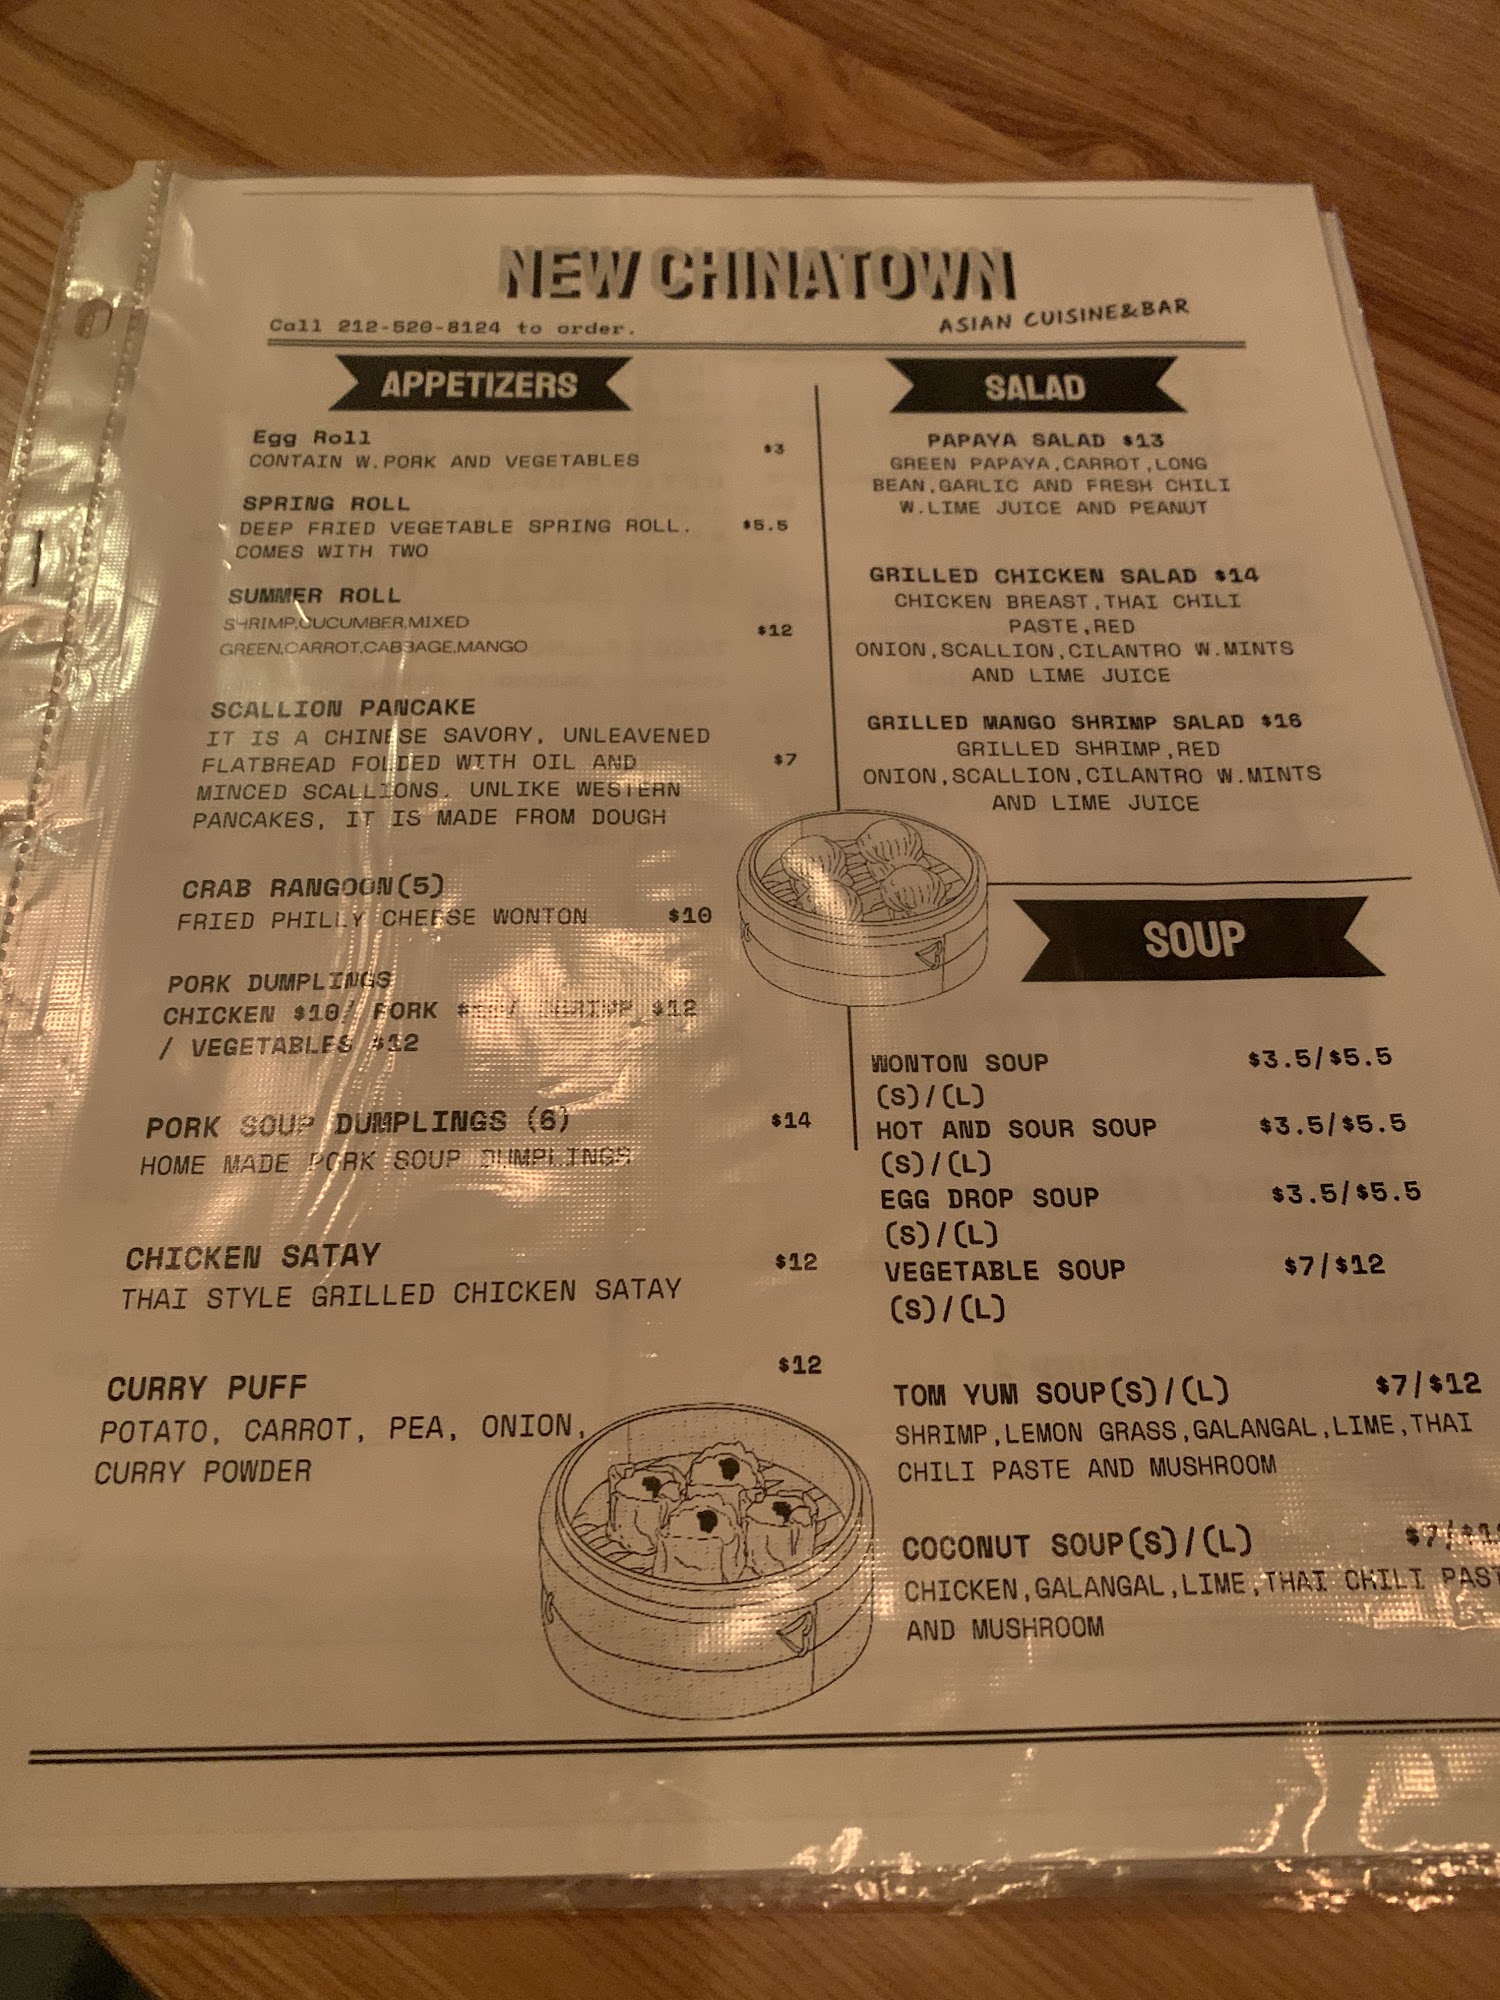 NEW CHINATOWN
Call 212-520-8124 to order.
ASIAN CUISINE&BAR
APPETIZERS
Egg Roll
CONTAIN W.PORK AND VEGETABLES
$3
SPRING ROLL
DEEP FRIED VEGETABLE SPRING ROLL.
COMES WITH TWO
$5.5
SUMMER ROLL
SHRIMP,CUCUMBER,MIXED
GREEN,CARROT,CABBAGE,MANGO
$12
SCALLION PANCAKE
IT IS A CHINESE SAVORY, UNLEAVENED
FLATBREAD FOLDED WITH OIL AND
MINCED SCALLIONS. UNLIKE WESTERN
PANCAKES, IT IS MADE FROM DOUGH
$7
CRAB RANGOON(5)
FRIED PHILLY CHEESE WONTON $10
PORK DUMPLINGS
CHICKEN $10/ PORK / SHRIMP $12
/ VEGETABLES $12
PORK SOUP DUMPLINGS (6)
$14
HOME MADE PORK SOUP DUMPLINGS
CHICKEN SATAY
$12
THAI STYLE GRILLED CHICKEN SATAY
$12
CURRY PUFF
POTATO, CARROT, PEA, ONION,
CURRY POWDER
SALAD
PAPAYA SALAD $13
GREEN PAPAYA,CARROT,LONG
BEAN,GARLIC AND FRESH CHILI
W.LIME JUICE AND PEANUT
GRILLED CHICKEN SALAD $14
CHICKEN BREAST,THAI CHILI
PASTE,RED
ONION,SCALLION,CILANTRO W.MINTS
AND LIME JUICE
GRILLED MANGO SHRIMP SALAD $16
GRILLED SHRIMP,RED
ONION,SCALLION,CILANTRO W.MINTS
AND LIME JUICE
SOUP
WONTON SOUP $3.5/$5.5
(S)/(L)
HOT AND SOUR SOUP $3.5/$5.5
(S)/(L)
EGG DROP SOUP $3.5/$5.5
(S)/(L)
VEGETABLE SOUP $7/$12
(S)/(L)
TOM YUM SOUP(S)/(L) $7/$12
SHRIMP,LEMON GRASS,GALANGAL,LIME,THAI
CHILI PASTE AND MUSHROOM
COCONUT SOUP(S)/(L) $7/
CHICKEN,GALANGAL,LIME,THAI CHILI PAST
AND MUSHROOM